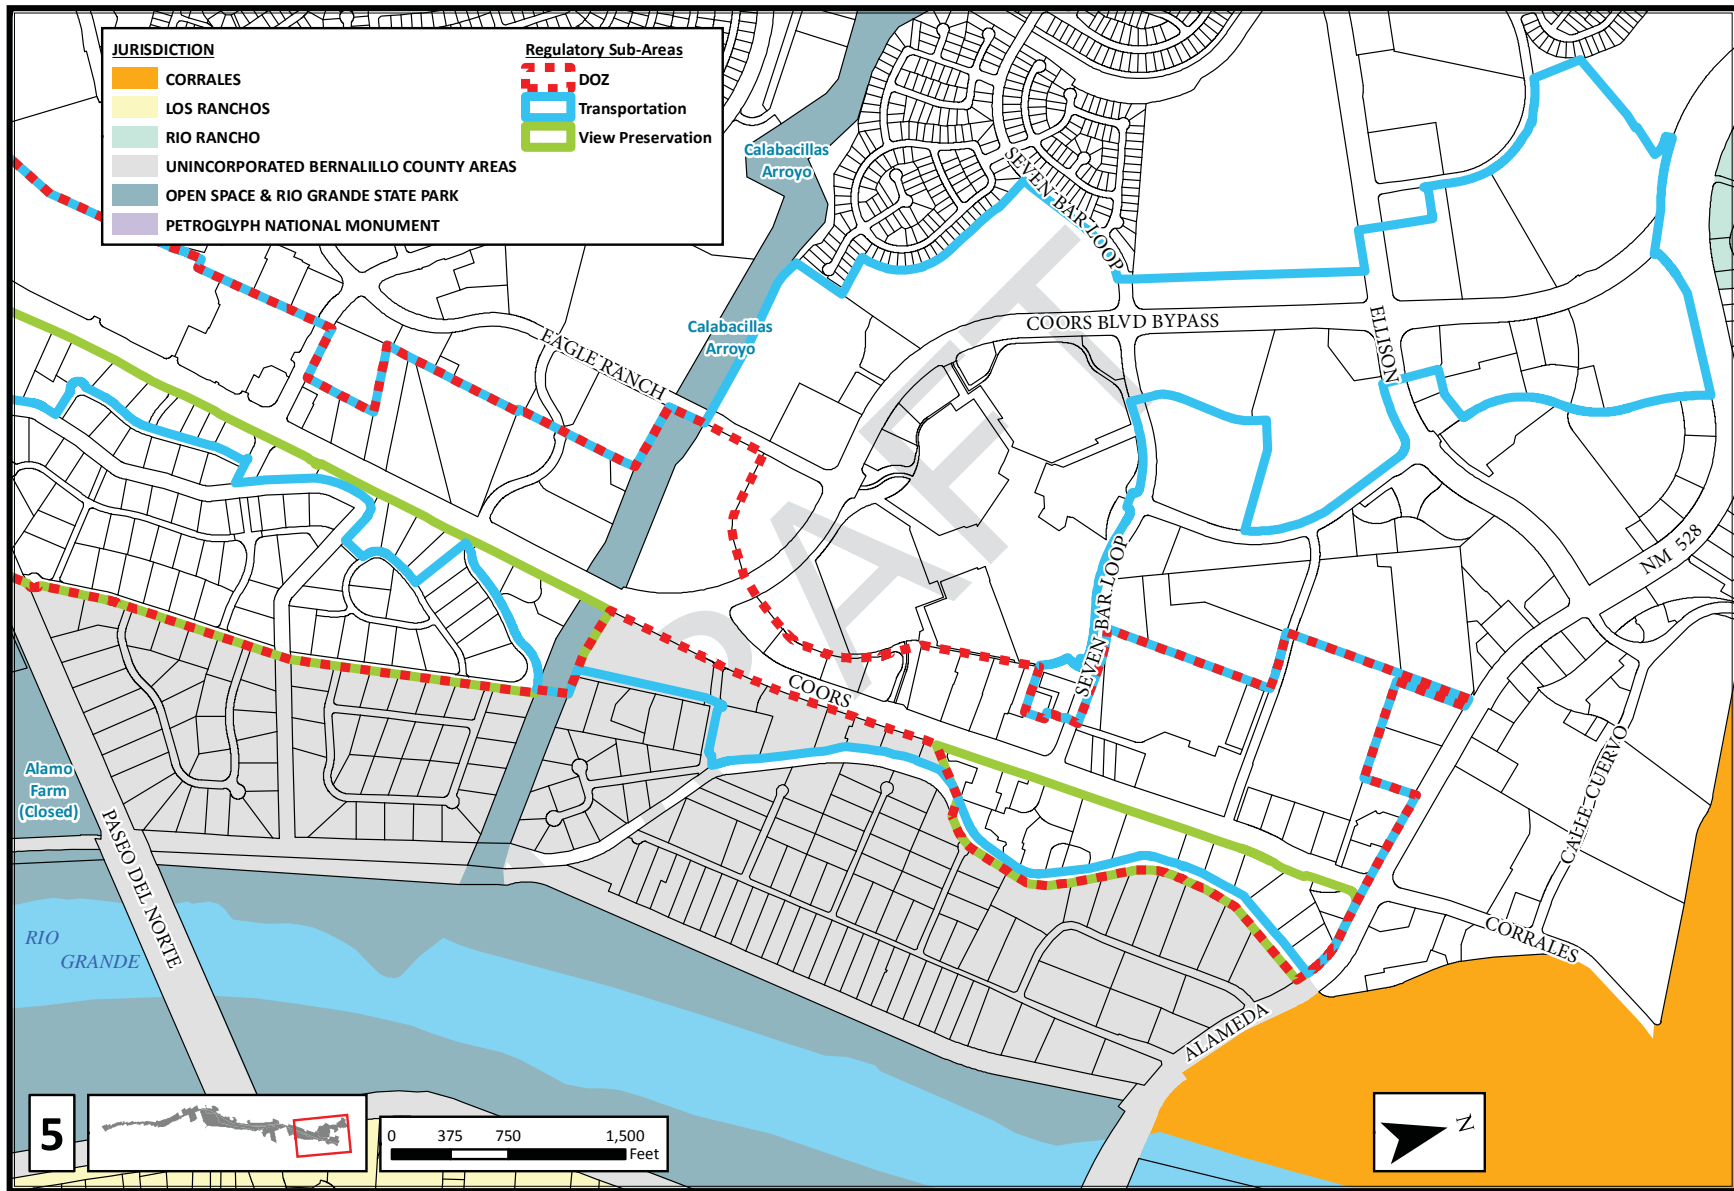 JURISDICTION
CORRALES
LOS RANCHOS
RIO RANCHO
UNINCORPORATED BERNALILLO COUNTY AREAS
OPEN SPACE & RIO GRANDE STATE PARK
PETROGLYPH NATIONAL MONUMENT
Regulatory Sub-Areas
DOZ
Transportation
View Preservation
Calabacillas
Arroyo
SEVEN BAR LOOP
Calabacillas
Arroyo
EAGLE RANCH
COORS BLVD BYPASS
ELLISON
DRAFT
NM 528
SEVEN BAR LOOP
COORS
CALLE CUERVO
Alamo
Farm
(Closed)
PASEO DEL NORTE
CORRALES
RIO
GRANDE
ALAMEDA
5
0 375 750 1,500
Feet
N